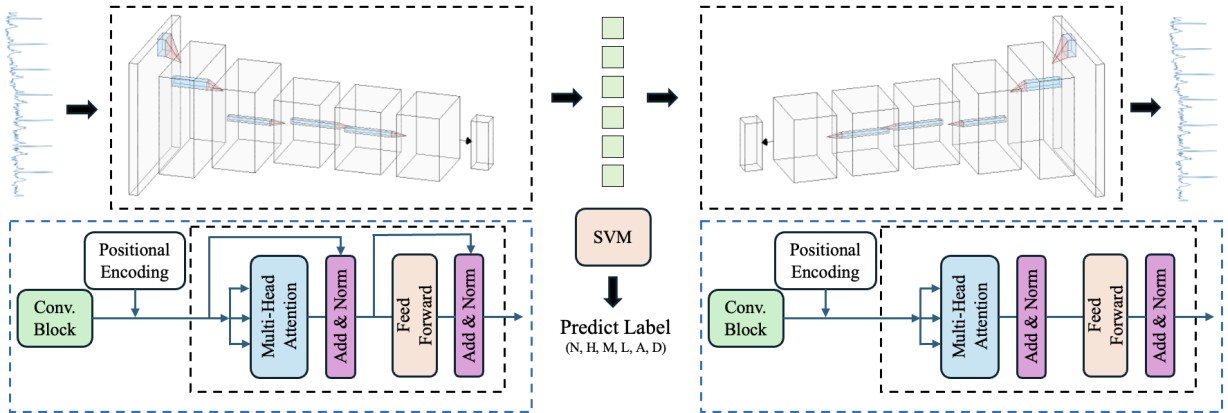 SVM
Predict Label
(N, H, M, L, A, D)
Positional
Encoding
Conv.
Block
Multi-Head
Attention
Add & Norm
Feed
Forward
Add & Norm
Positional
Encoding
Conv.
Block
Multi-Head
Attention
Add & Norm
Feed
Forward
Add & Norm